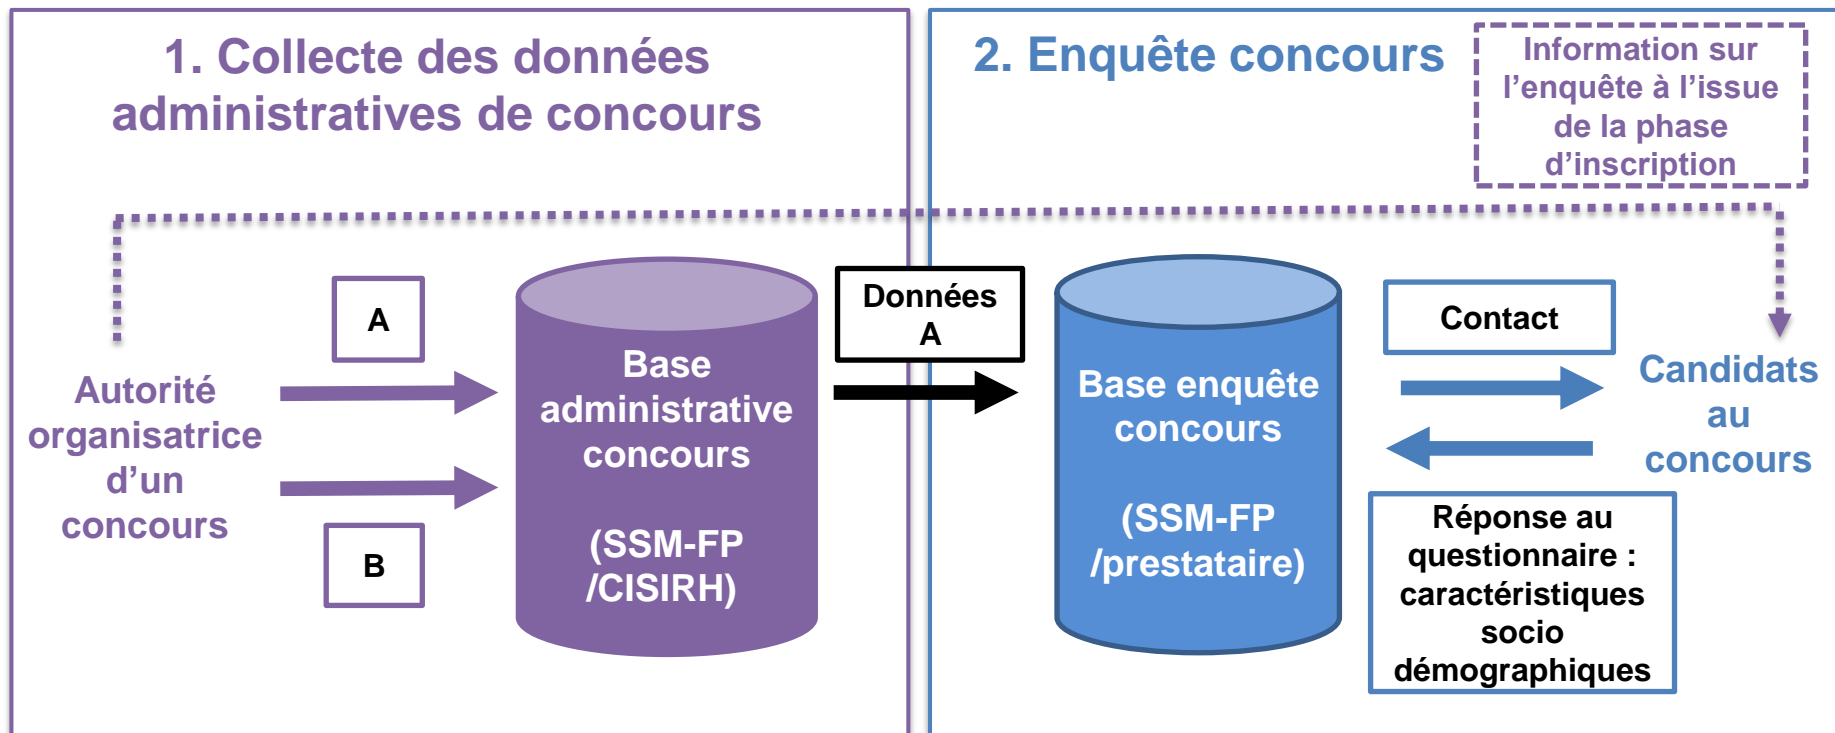 1. Collecte des données
administratives de concours
2. Enquête concours
Information sur
l’enquête à l’issue
de la phase
d’inscription
A
Autorité
organisatrice
d’un
concours
B
Base
administrative
concours
(SSM-FP
/CISIRH)
Données
A
Base enquête
concours
(SSM-FP
/prestataire)
Contact
Candidats
au
concours
Réponse au
questionnaire :
caractéristiques
socio
démographiques